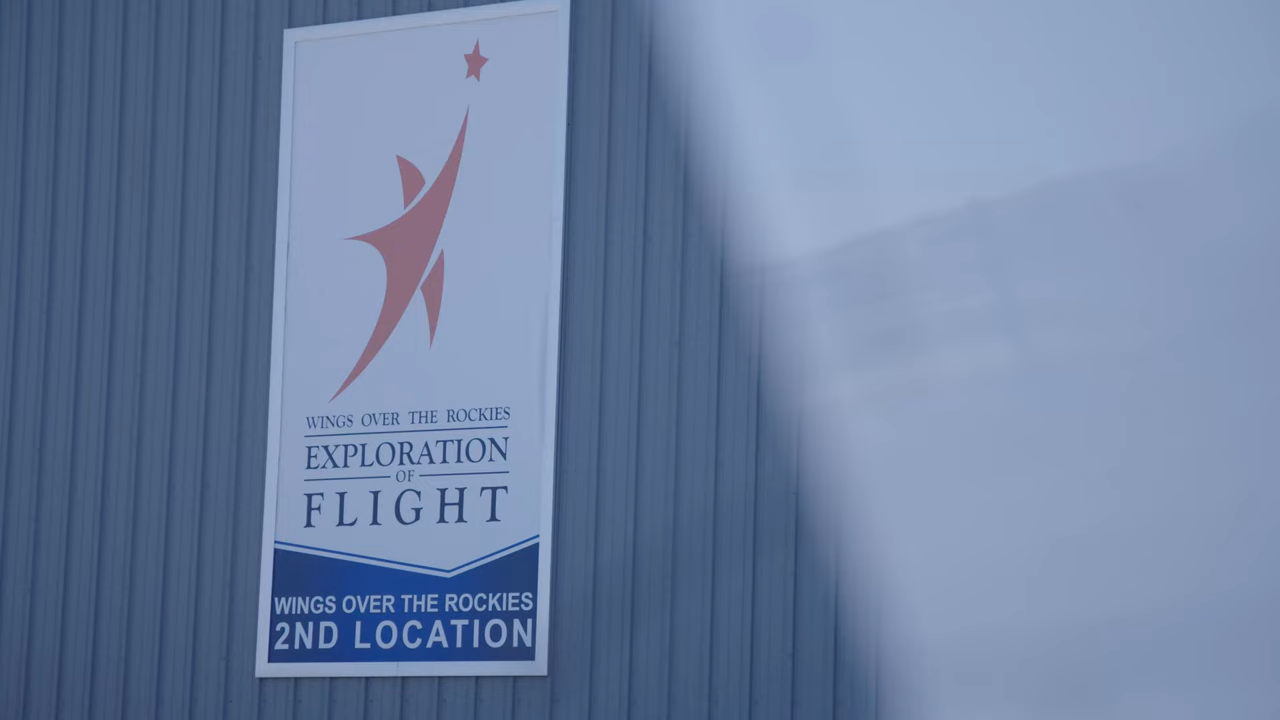 WINGS OVER THE ROCKIES
EXPLORATION
OF
FLIGHT
WINGS OVER THE ROCKIES
2ND LOCATION